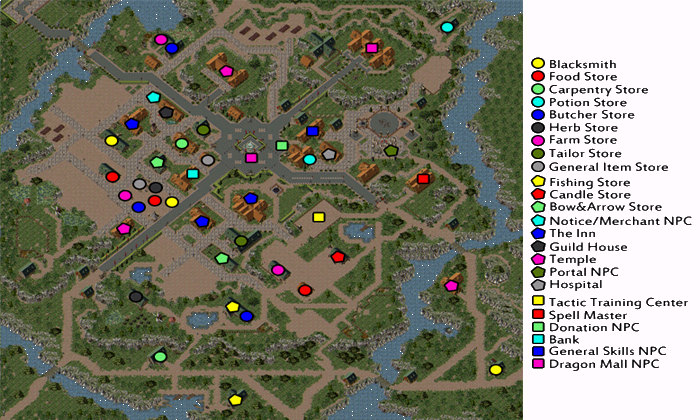 Blacksmith
Food Store
Carpentry Store
Potion Store
Butcher Store
Herb Store
Farm Store
Tailor Store
General Item Store
Fishing Store
Candle Store
Bow&Arrow Store
Notice/Merchant NPC
The Inn
Guild House
Temple
Portal NPC
Hospital
Tactic Training Center
Spell Master
Donation NPC
Bank
General Skills NPC
Dragon Mall NPC